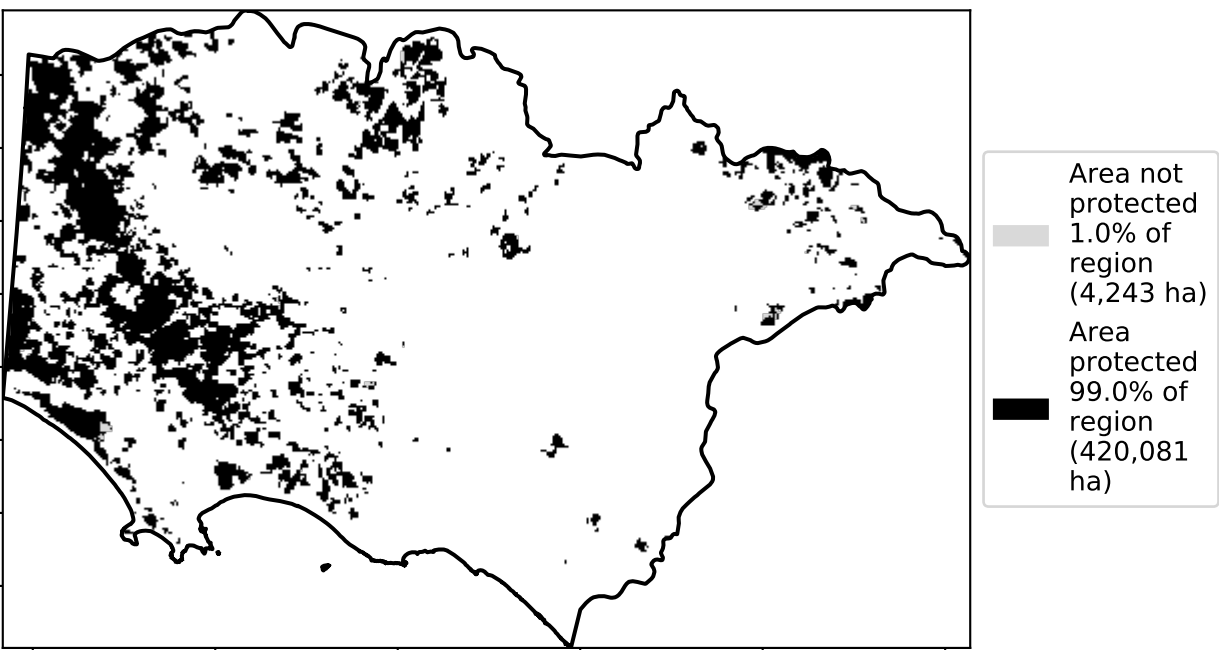 Area not
protected
1.0% of
region
(4,243 ha)
Area
protected
99.0% of
region
(420,081
ha)